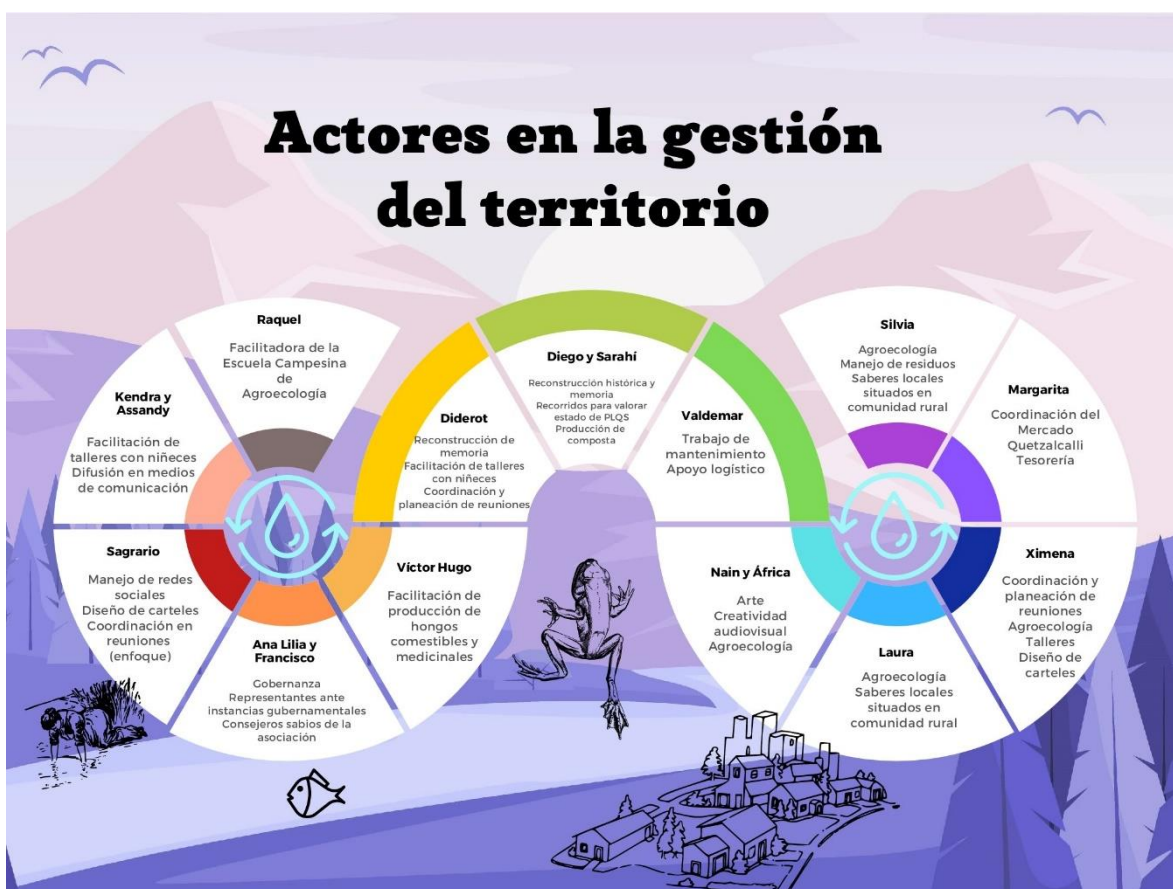 Actores en la gestión
del territorio
Raquel
Facilitadora de la
Escuela Campesina
de
Agroecología
Kendra y
Assandy
Facilitación de
talleres con niñeces
Difusión en medios
de comunicación
Sagrario
Manejo de redes
sociales
Diseño de carteles
Coordinación en
reuniones
(enfoque)
Ana Lilia y
Francisco
Gobernanza
Representantes ante
instancias gubernamentales
Consejeros sabios de la
asociación
Víctor Hugo
Facilitación de
producción de
hongos
comestibles y
medicinales
Diderot
Reconstrucción de
memoria
Facilitación de talleres
con niñeces
Coordinación y
planeación de reuniones
Diego y Sarahí
Reconstrucción histórica y
memoria
Recorridos para valorar
estado de PLQS
Producción de
composta
Valdemar
Trabajo de
mantenimiento
Apoyo logístico
Nain y África
Arte
Creatividad
audiovisual
Agroecología
Laura
Agroecología
Saberes locales
situados en
comunidad rural
Ximena
Coordinación y
planeación de
reuniones
Agroecología
Talleres
Diseño de
carteles
Margarita
Coordinación del
Mercado
Quetzalcalli
Tesorería
Silvia
Agroecología
Manejo de residuos
Saberes locales
situados en
comunidad rural